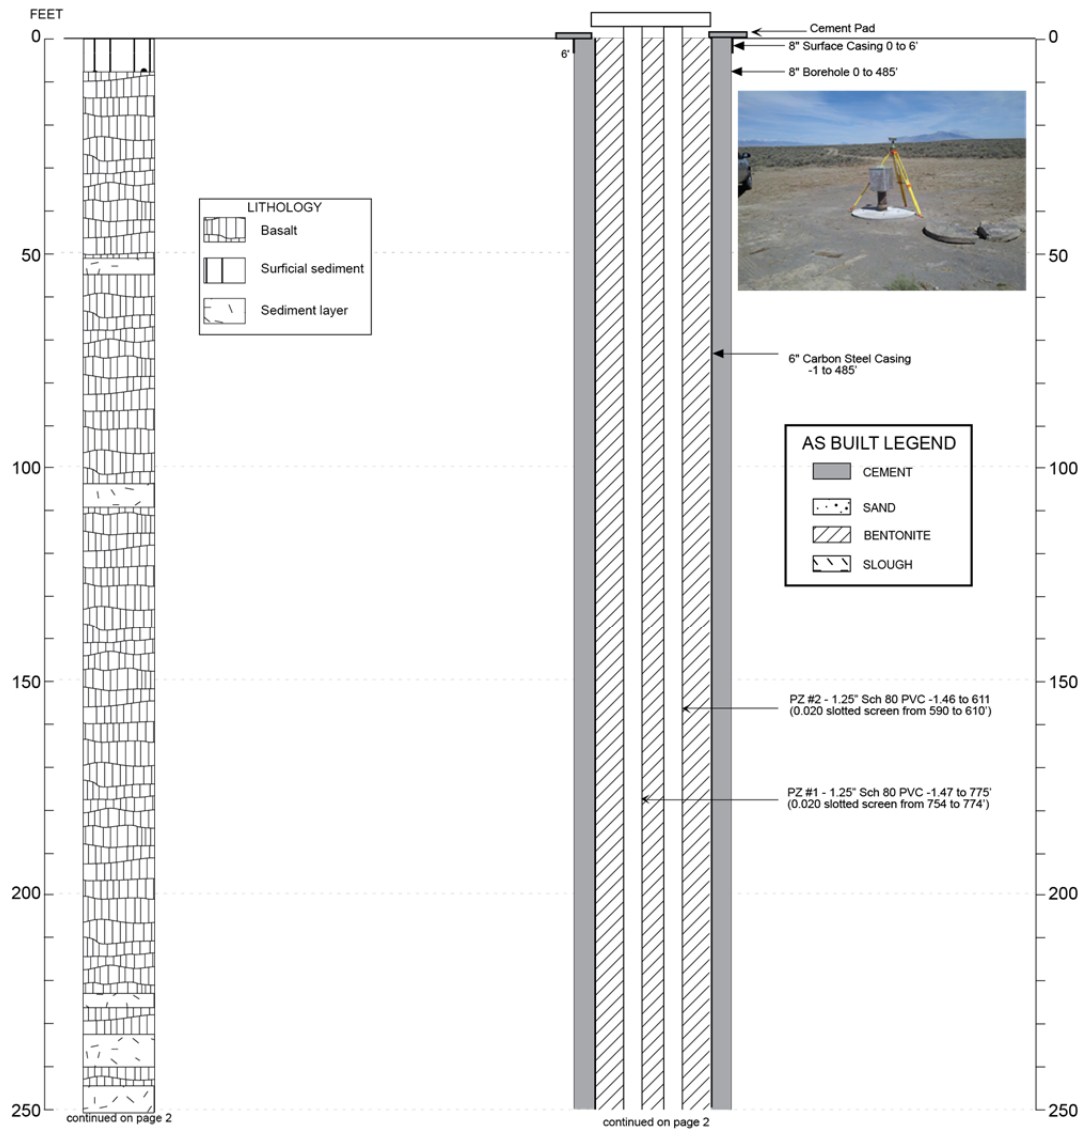 FEET
0
50
100
150
200
250
continued on page 2
LITHOLOGY
Basalt
Surficial sediment
Sediment layer
6'
continued on page 2
Cement Pad
8" Surface Casing 0 to 6'
8" Borehole 0 to 485'
6" Carbon Steel Casing
-1 to 485'
AS BUILT LEGEND
CEMENT
SAND
BENTONITE
SLOUGH
PZ #2 - 1.25" Sch 80 PVC -1.46 to 611
(0.020 slotted screen from 590 to 610')
PZ #1 - 1.25" Sch 80 PVC -1.47 to 775'
(0.020 slotted screen from 754 to 774')
0
50
100
150
200
250